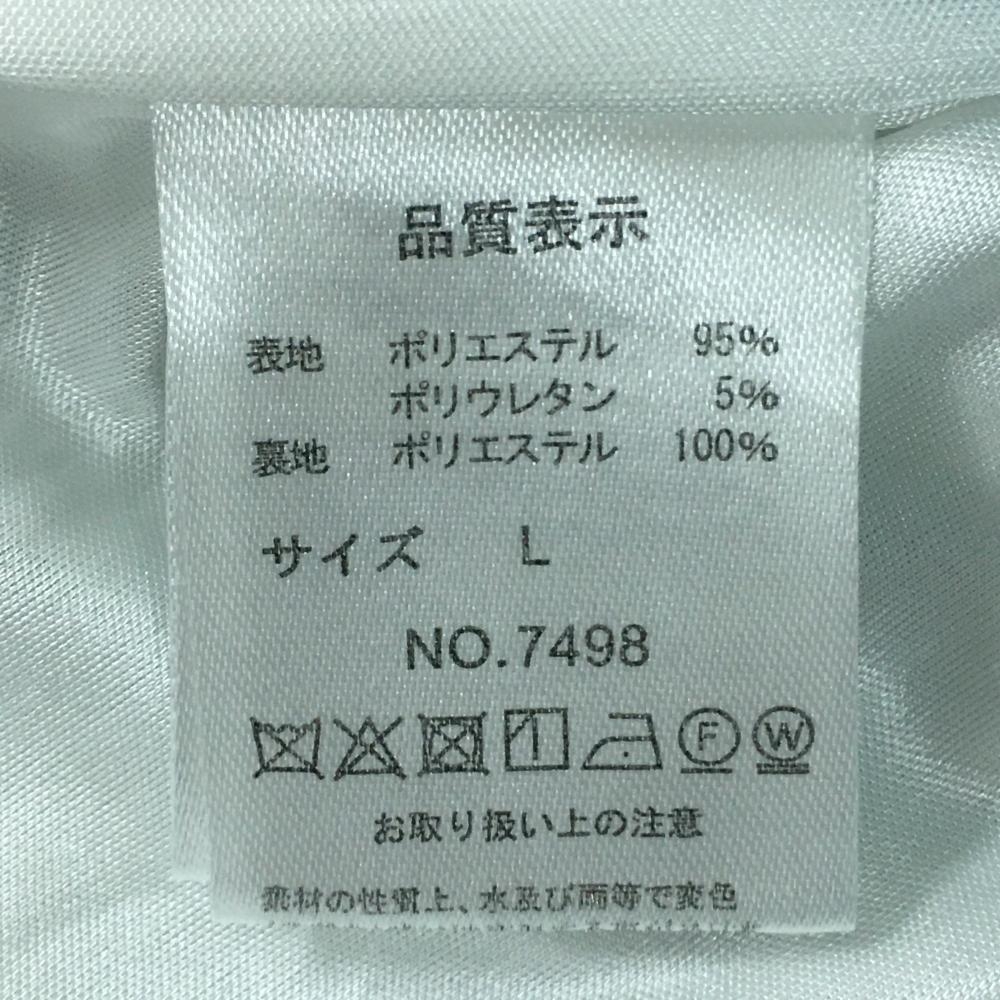 品質表示
表地 ポリエステル 95%
ポリウレタン 5%
裏地 ポリエステル 100%
サイズ L
NO.7498
F W
お取り扱い上の注意
素材の性質上、水及び雨等で変色